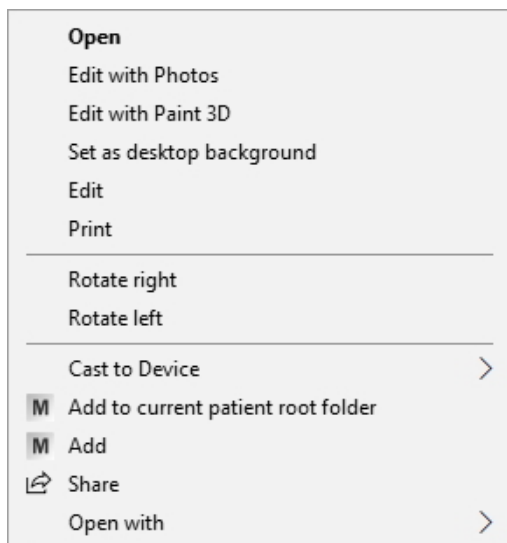 Open
Edit with Photos
Edit with Paint 3D
Set as desktop background
Edit
Print
Rotate right
Rotate left
Cast to Device
M Add to current patient root folder
M Add
Share
Open with